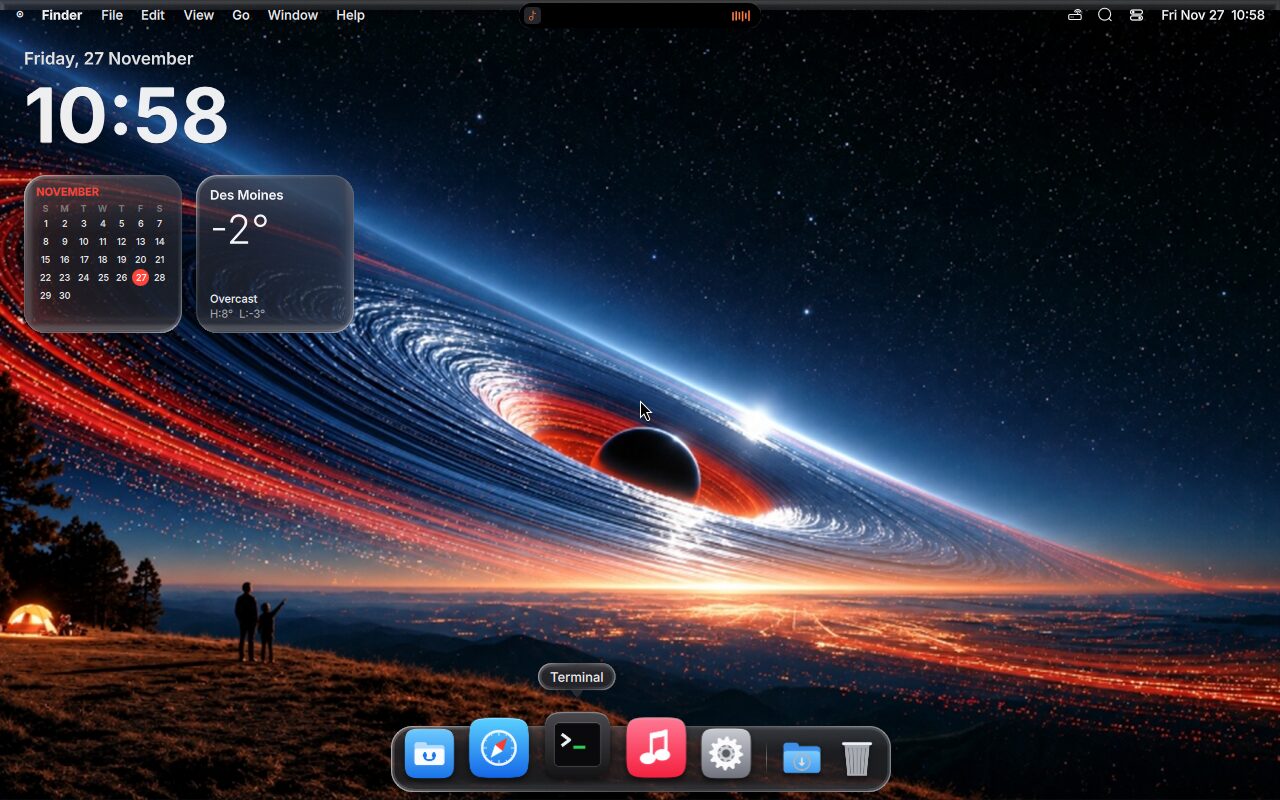 Finder File Edit View Go Window Help
Fri Nov 27 10:58
Friday, 27 November
10:58
NOVEMBER
S M T W T F S
1 2 3 4 5 6 7
8 9 10 11 12 13 14
15 16 17 18 19 20 21
22 23 24 25 26 27 28
29 30
Des Moines
-2°
Overcast
H:8° L:-3°
Terminal